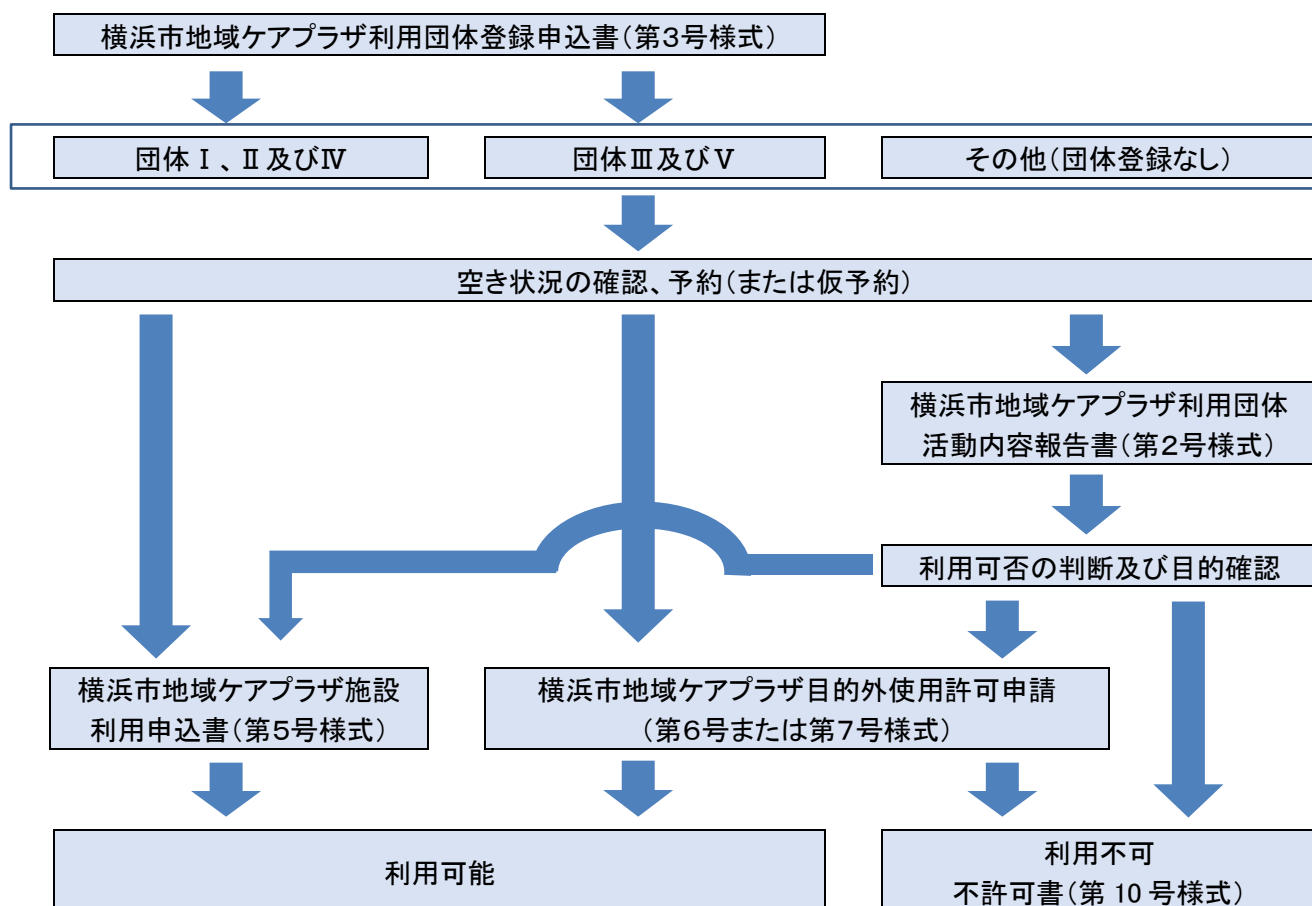 横浜市地域ケアプラザ利用団体登録申込書(第3号様式)
団体Ⅰ、Ⅱ及びⅣ
団体Ⅲ及びⅤ
その他(団体登録なし)
空き状況の確認、予約(または仮予約)
横浜市地域ケアプラザ利用団体
活動内容報告書(第2号様式)
利用可否の判断及び目的確認
横浜市地域ケアプラザ施設
利用申込書(第5号様式)
横浜市地域ケアプラザ目的外使用許可申請
(第6号または第7号様式)
利用可能
利用不可
不許可書(第 10 号様式)